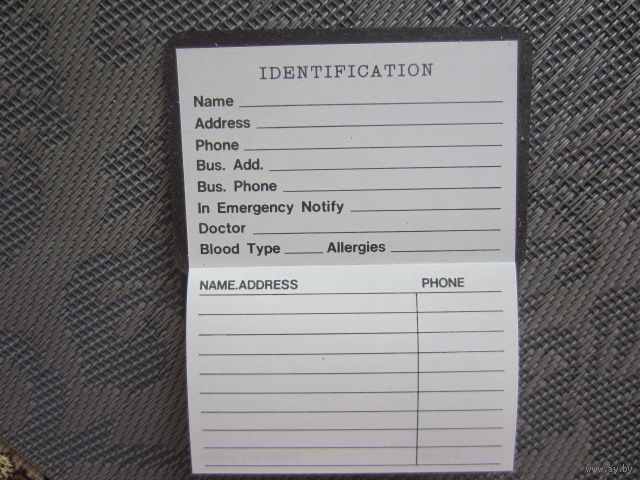 IDENTIFICATION
Name
Address
Phone
Bus. Add.
Bus. Phone
In Emergency Notify
Doctor
Blood Type Allergies
NAME.ADDRESS PHONE
www.ay.by